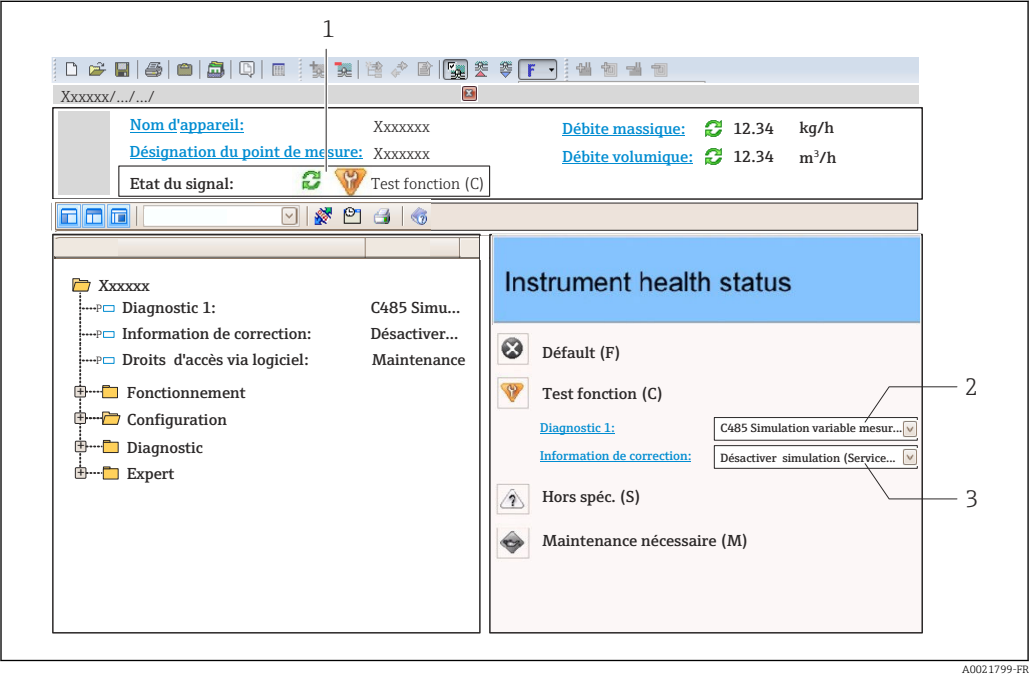 1
F
Xxxxxx/.../.../
Nom d'appareil: Xxxxxxx Débite massique: 12.34 kg/h
Désignation du point de mesure: Xxxxxxx Débite volumique: 12.34 m³/h
Etat du signal: Test fonction (C)
Xxxxxx
P Diagnostic 1: C485 Simu...
P Information de correction: Désactiver...
P Droits d'accès via logiciel: Maintenance
Fonctionnement
Configuration
Diagnostic
Expert
Instrument health status
Défault (F)
Test fonction (C)
2
Diagnostic 1: C485 Simulation variable mesur...
Information de correction: Désactiver simulation (Service...
3
Hors spéc. (S)
Maintenance nécessaire (M)
A0021799-FR